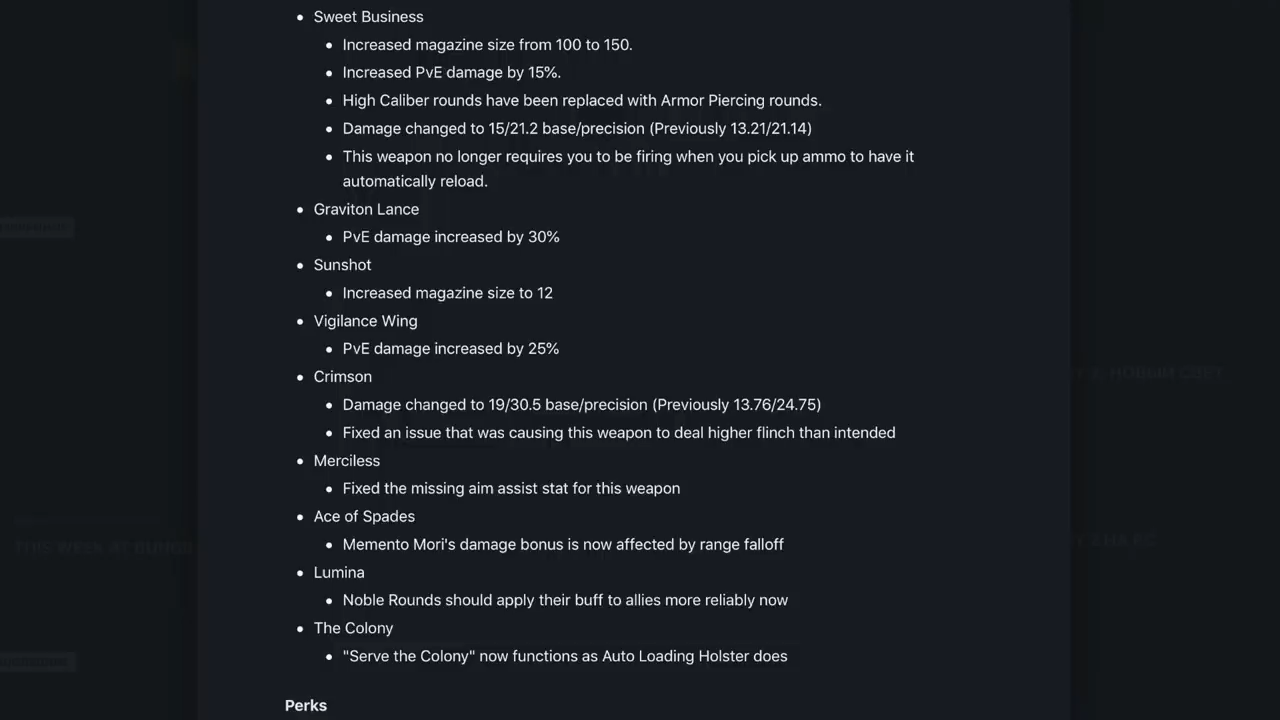 Sweet Business
Increased magazine size from 100 to 150.
Increased PvE damage by 15%.
High Caliber rounds have been replaced with Armor Piercing rounds.
Damage changed to 15/21.2 base/precision (Previously 13.21/21.14)
This weapon no longer requires you to be firing when you pick up ammo to have it
automatically reload.
Graviton Lance
PvE damage increased by 30%
Sunshot
Increased magazine size to 12
Vigilance Wing
PvE damage increased by 25%
Crimson
Damage changed to 19/30.5 base/precision (Previously 13.76/24.75)
Fixed an issue that was causing this weapon to deal higher flinch than intended
Merciless
Fixed the missing aim assist stat for this weapon
Ace of Spades
Memento Mori's damage bonus is now affected by range falloff
Lumina
Noble Rounds should apply their buff to allies more reliably now
The Colony
"Serve the Colony" now functions as Auto Loading Holster does
Perks
THIS WEEK AT
НОВЫЙ СВЕТ